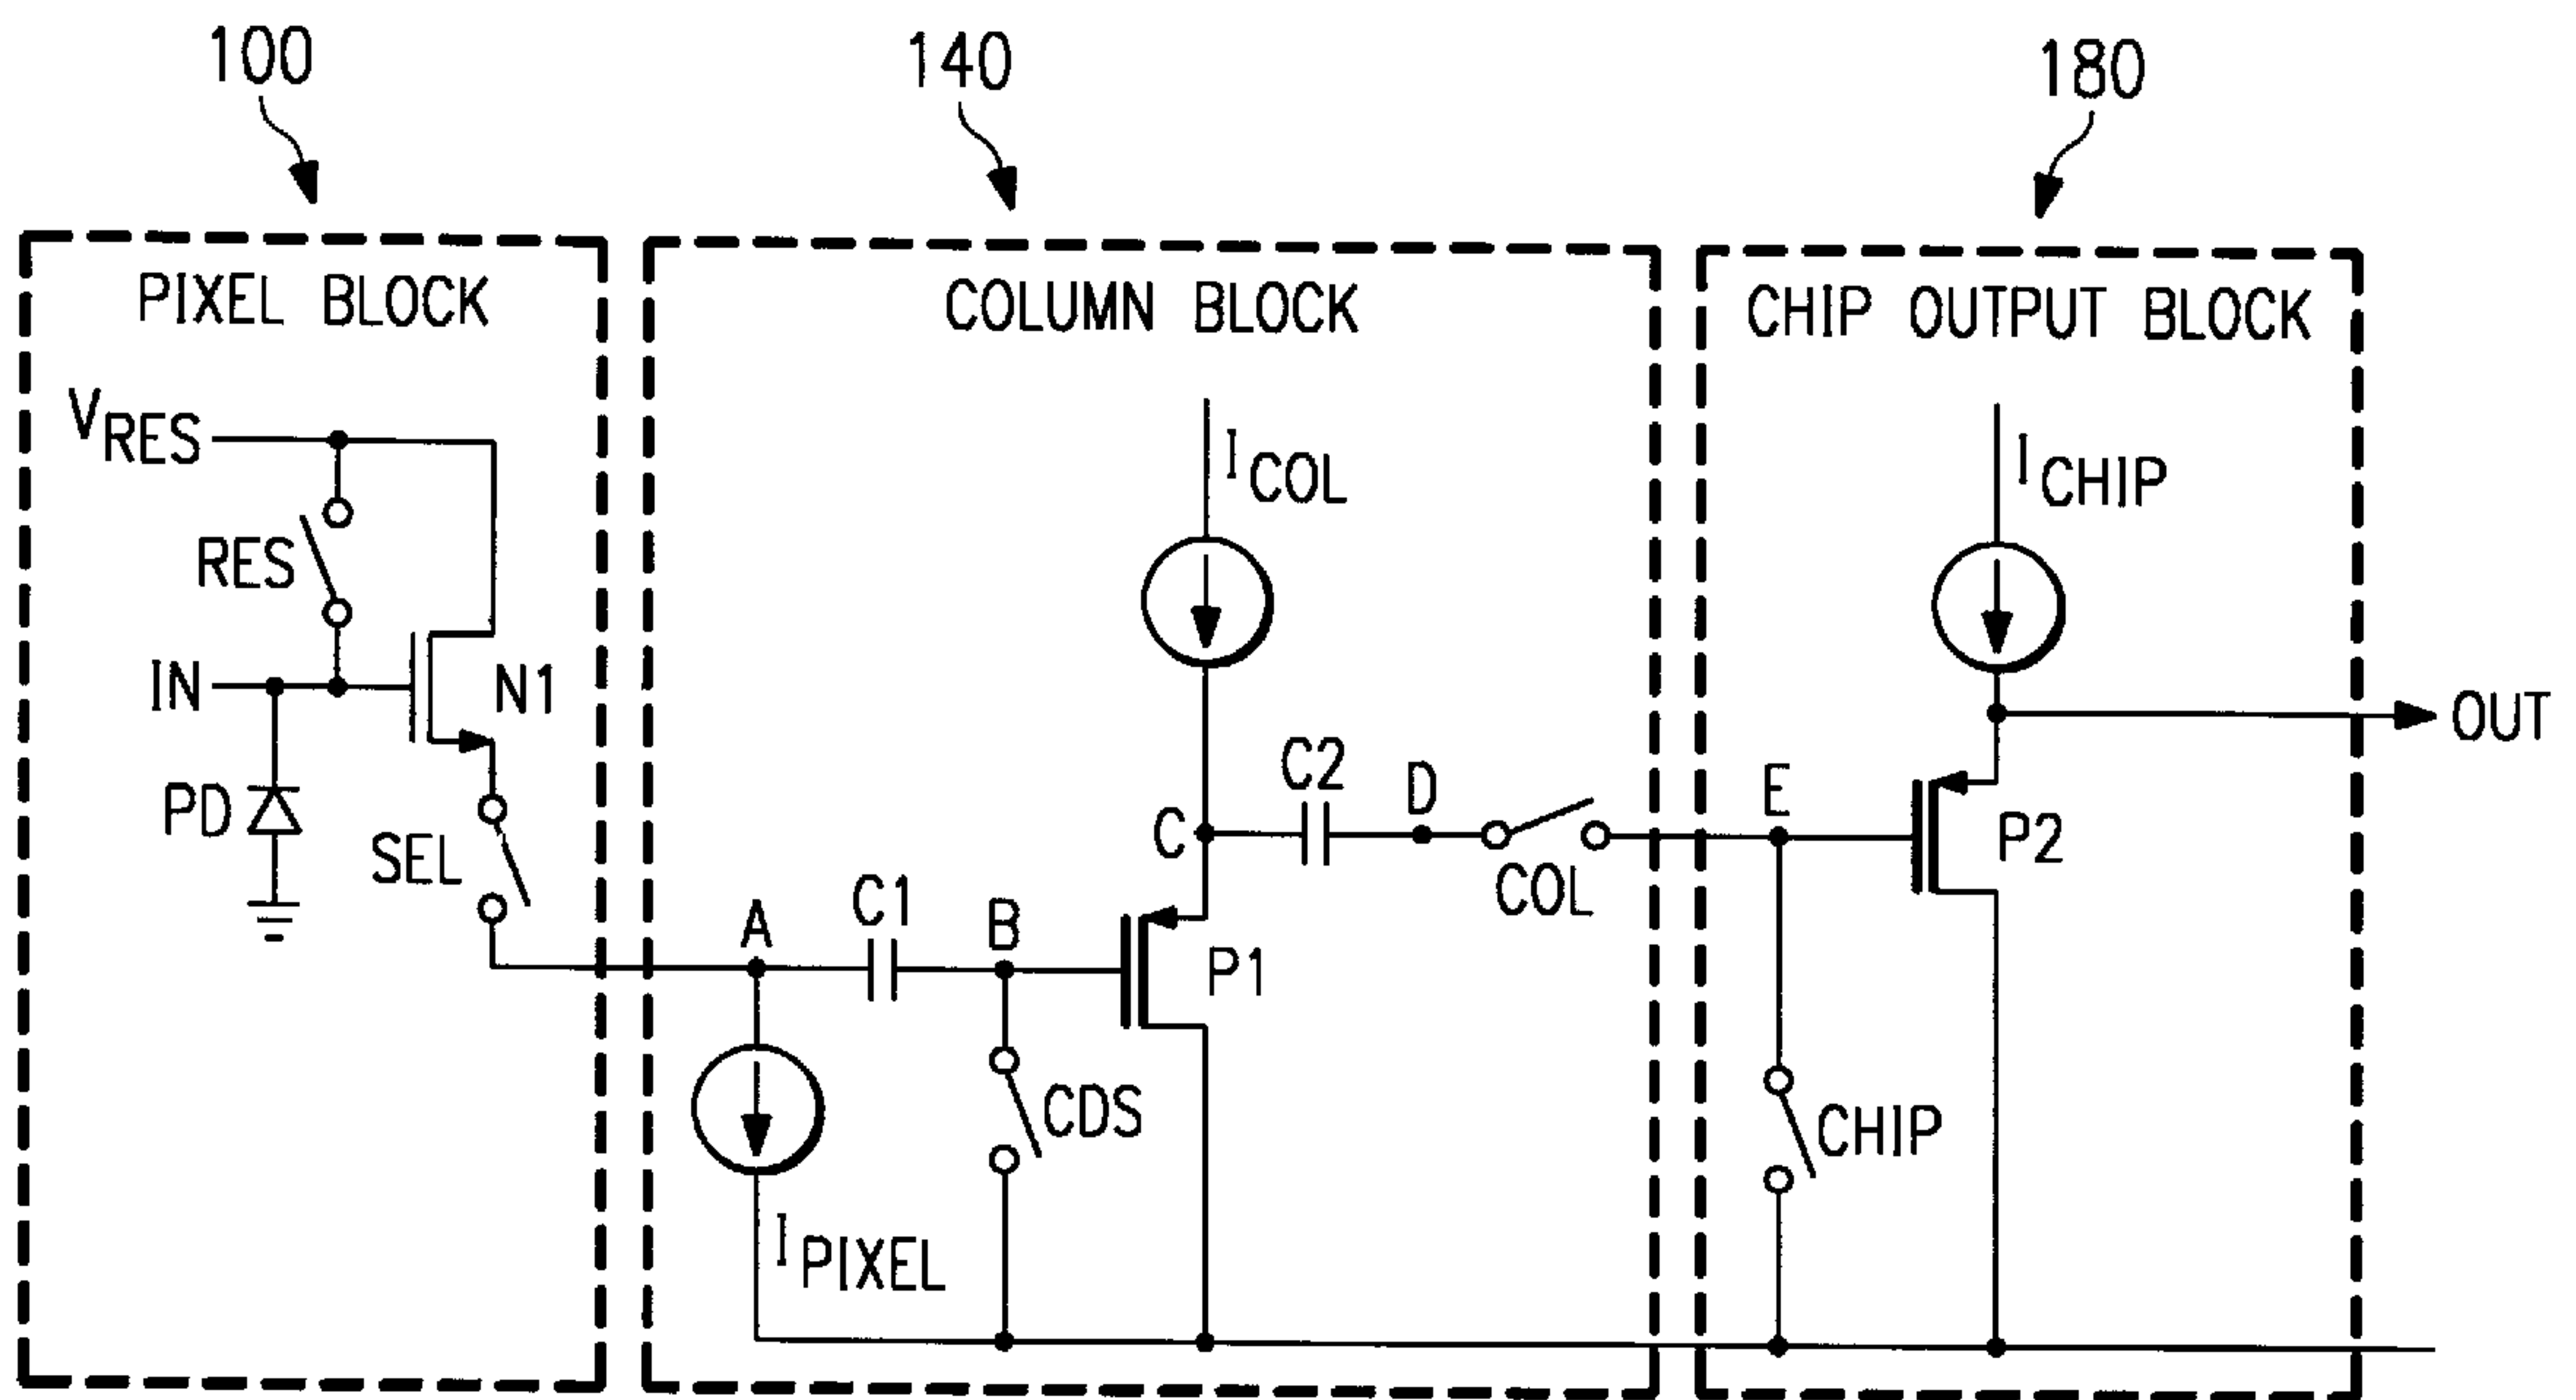 100
140
180
PIXEL BLOCK
COLUMN BLOCK
CHIP OUTPUT BLOCK
VRES
RES
IN
N1
PD
SEL
ICOL
ICHIP
OUT
C2
D
E
C
COL
P2
A
C1
B
P1
CDS
CHIP
IPIXEL